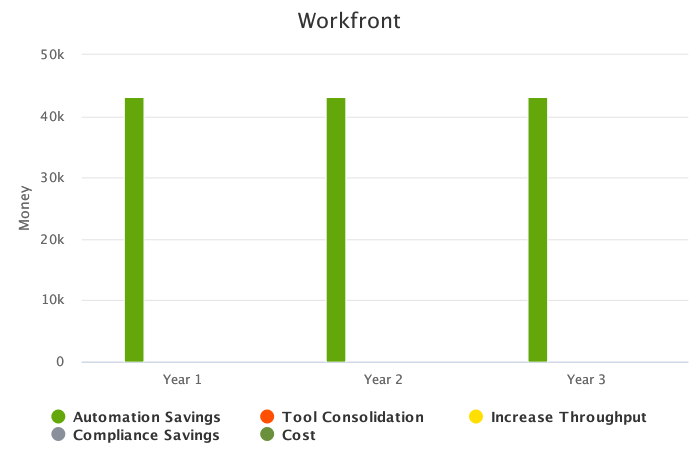 Workfront
50k
40k
30k
20k
10k
0
Money
Year 1 Year 2 Year 3
Automation Savings Tool Consolidation Increase Throughput
Compliance Savings Cost